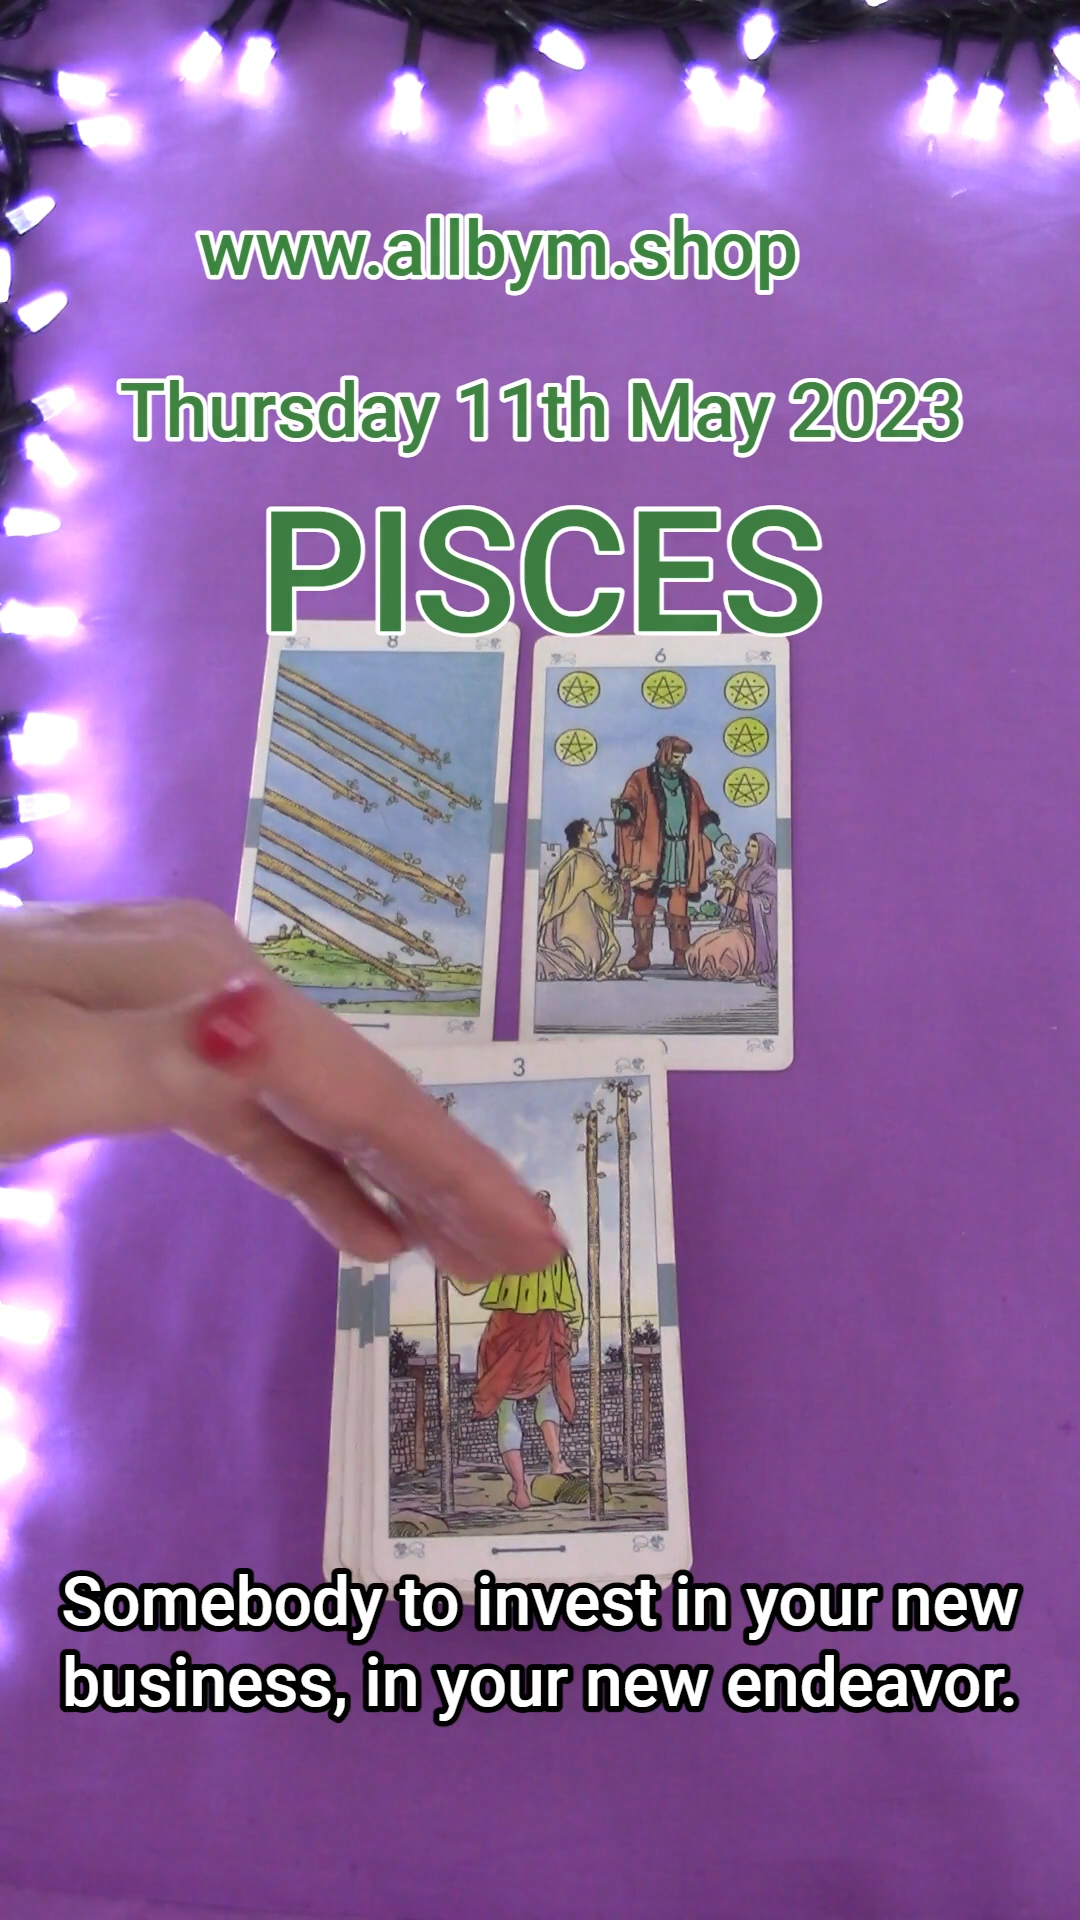 www.allbym.shop
Thursday 11th May 2023
PISCES
8
6
3
Somebody to invest in your new
business, in your new endeavor.